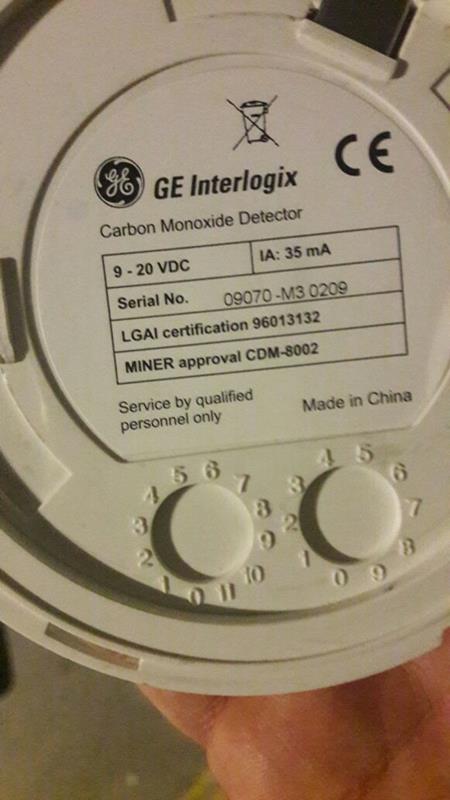 GE Interlogix
CE
Carbon Monoxide Detector
9 - 20 VDC
IA: 35 mA
Serial No. 09070 -M3 0209
LGAI certification 96013132
MINER approval CDM-8002
Service by qualified
personnel only
Made in China
0 1 2 3 4 5 6 7 8 9 10 11
0 1 2 3 4 5 6 7 8 9